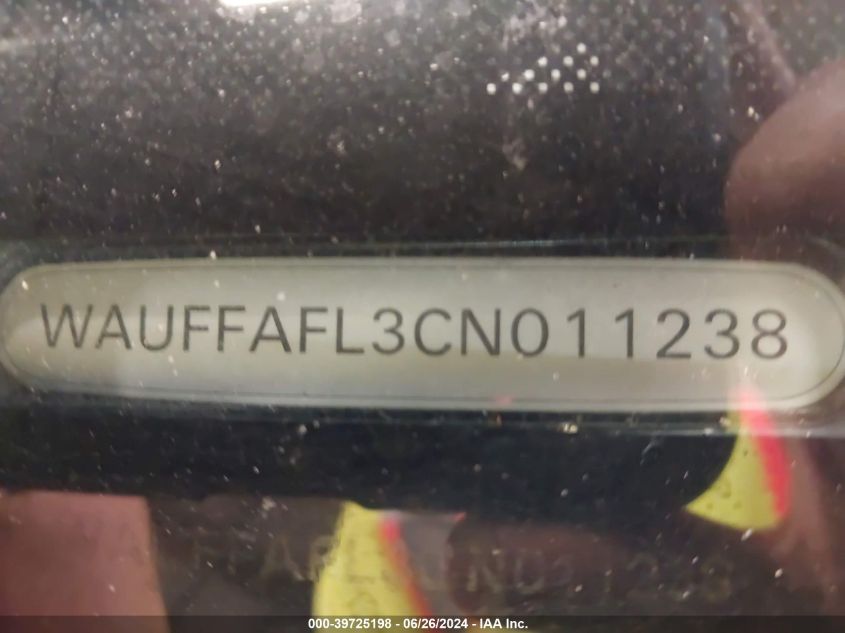 WAUFFAFL3CN011238
000-39725198 - 06/26/2024 - IAA Inc.